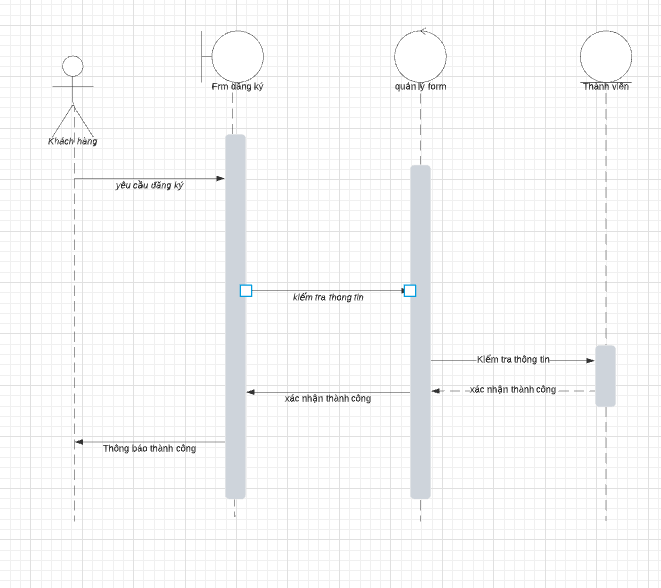 Frm đăng ký
quản lý form
Thành viên
Khách hàng
yêu cầu đăng ký
kiểm tra thông tin
Kiểm tra thông tin
xác nhận thành công
xác nhận thành công
Thông báo thành công